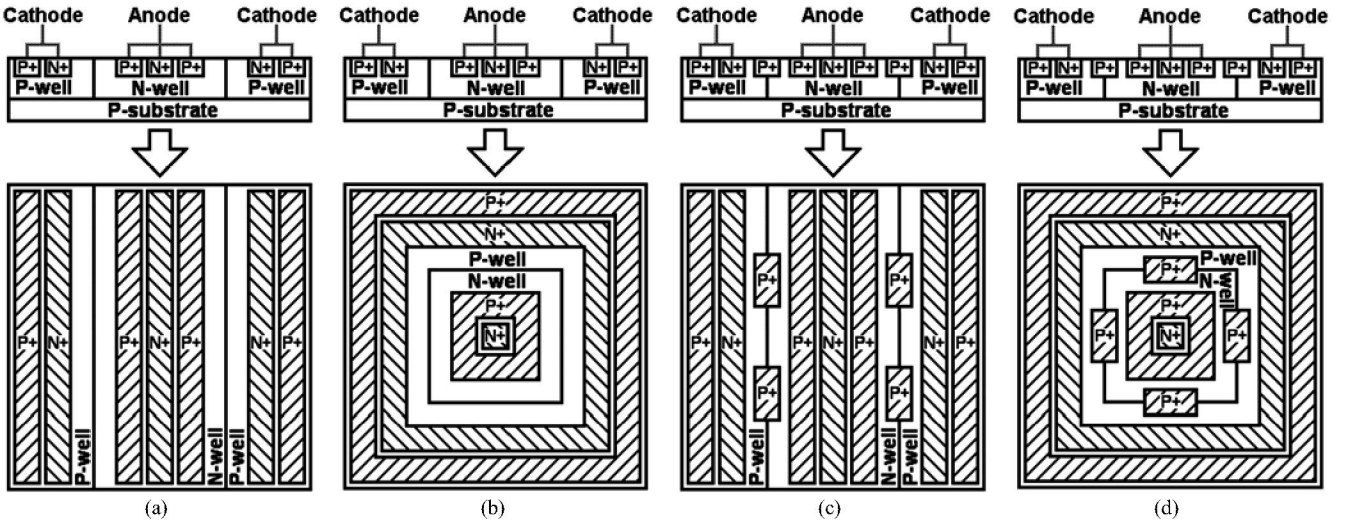 Cathode Anode Cathode Cathode Anode Cathode Cathode Anode Cathode Cathode Anode Cathode
P+ N+ P+ N+ P+ N+ P+ P+ N+ P+ N+ P+ N+ P+ P+ N+ P+ P+ N+ P+ P+ N+ P+ P+ N+ P+ P+ N+ P+ P+ N+ P+
P-well N-well P-well P-well N-well P-well P-well N-well P-well P-well N-well P-well
P-substrate P-substrate P-substrate P-substrate
P+ N+ P+ N+ P+ N+ P+
P-well N-well P-well
P+
N+
P-well
N-well
P+
N+
P+ N+ P+ N+ P+ N+ P+
P+ P+
P+ P+
P-well N-well P-well
P+
N+
P-well
P+ N-well
P+
P+ N+ P+
P+
(a) (b) (c) (d)